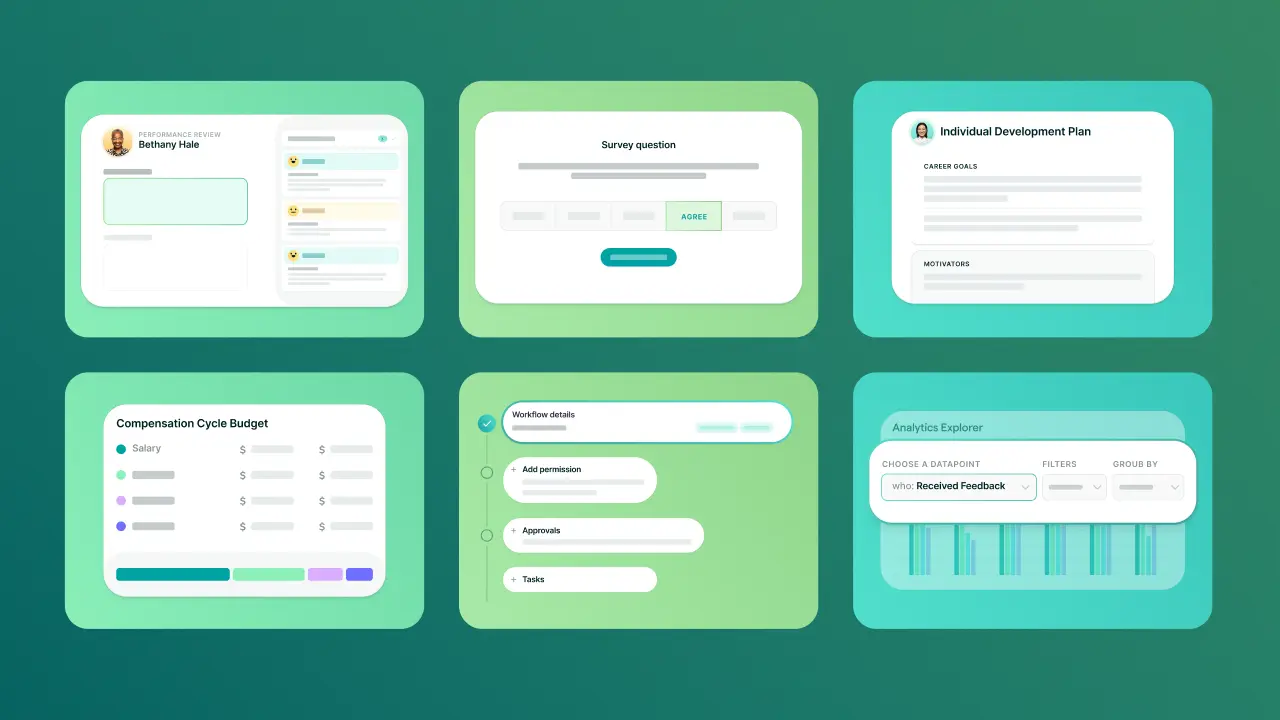 PERFORMANCE REVIEW
Bethany Hale
Survey question
AGREE
Individual Development Plan
CAREER GOALS
MOTIVATORS
Compensation Cycle Budget
Salary $ $
$ $
$ $
$ $
Workflow details
+ Add permission
+ Approvals
+ Tasks
Analytics Explorer
CHOOSE A DATAPOINT FILTERS GROUB BY
who: Received Feedback